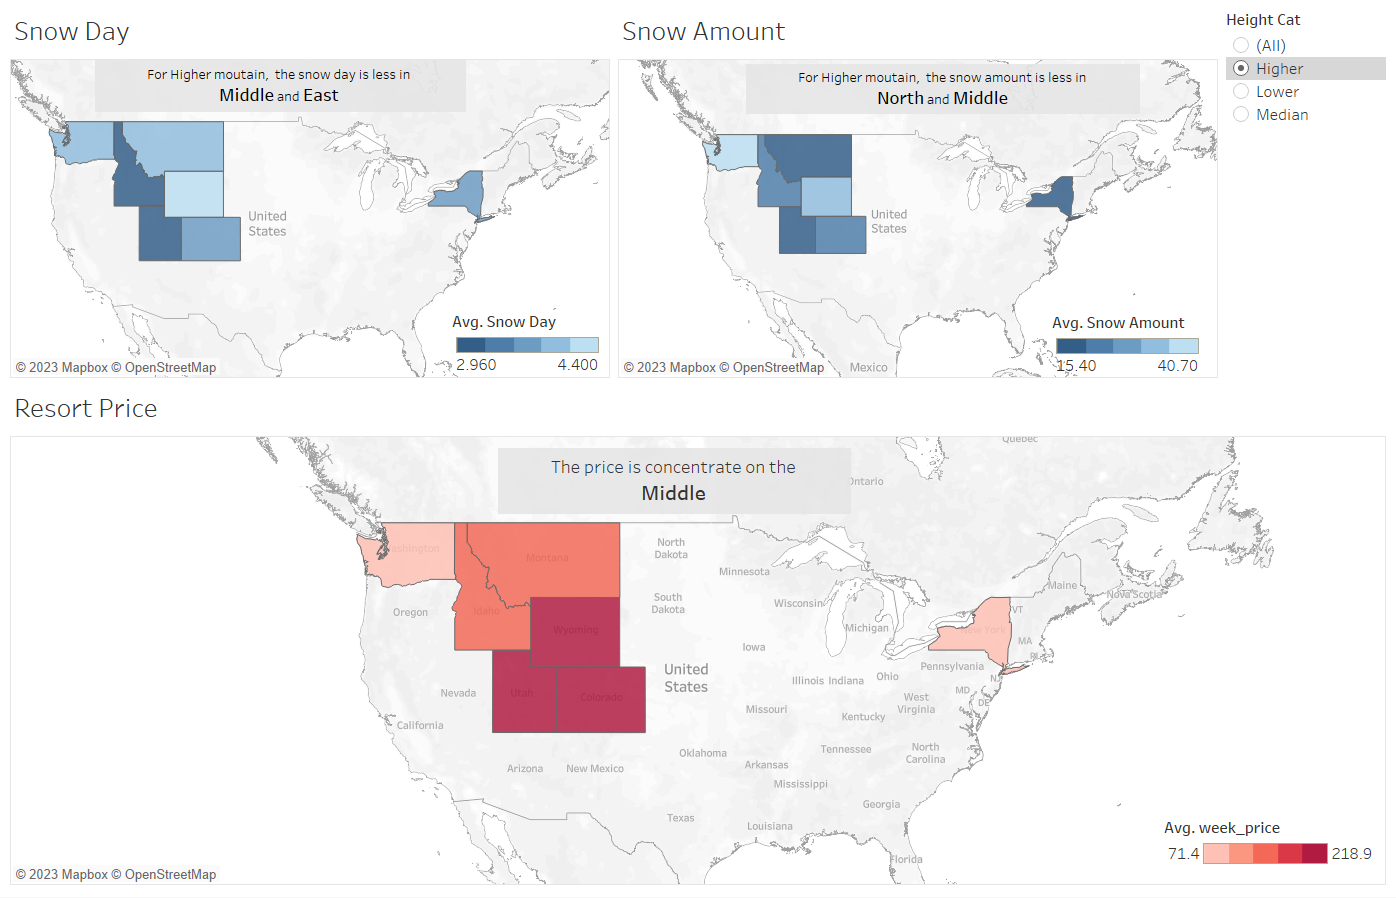 Snow Day
For Higher moutain, the snow day is less in
Middle and East
United
States
Avg. Snow Day
2.960
4.400
© 2023 Mapbox © OpenStreetMap
Snow Amount
For Higher moutain, the snow amount is less in
North and Middle
United
States
Avg. Snow Amount
15.40
40.70
© 2023 Mapbox © OpenStreetMap
Mexico
Height Cat
(All)
Higher
Lower
Median
Resort Price
The price is concentrate on the
Middle
Quebec
Ontario
ashington
Montana
North
Dakota
Minnesota
Maine
Nova Scotia
Oregon
Idaho
South
Dakota
Wisconsin
VT
Wyoming
Michigan
New York
MA
RI
Iowa
Pennsylvania
United
States
Illinois
Indiana
Ohio
NJ
Nevada
Utah
Colorado
West
Virginia
MD
DE
Missouri
Kentucky
California
Oklahoma
Tennessee
North
Carolina
Arizona
New Mexico
Arkansas
Mississippi
Georgia
Texas
Louisiana
Florida
Avg. week_price
71.4
218.9
© 2023 Mapbox © OpenStreetMap